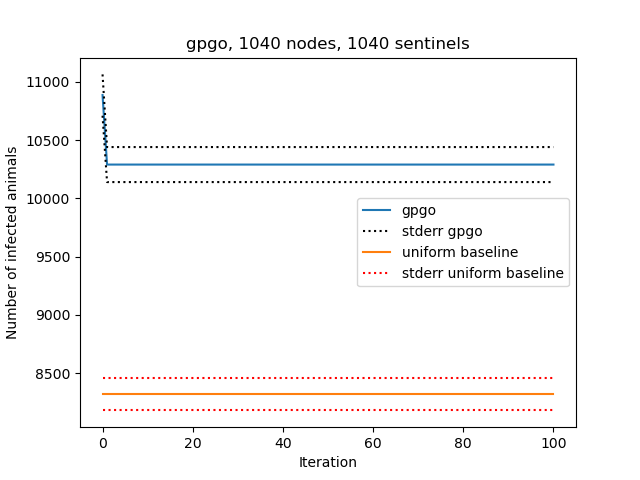 gpgo, 1040 nodes, 1040 sentinels
Number of infected animals
11000
10500
10000
9500
9000
8500
gpgo
stderr gpgo
uniform baseline
stderr uniform baseline
0 20 40 60 80 100
Iteration